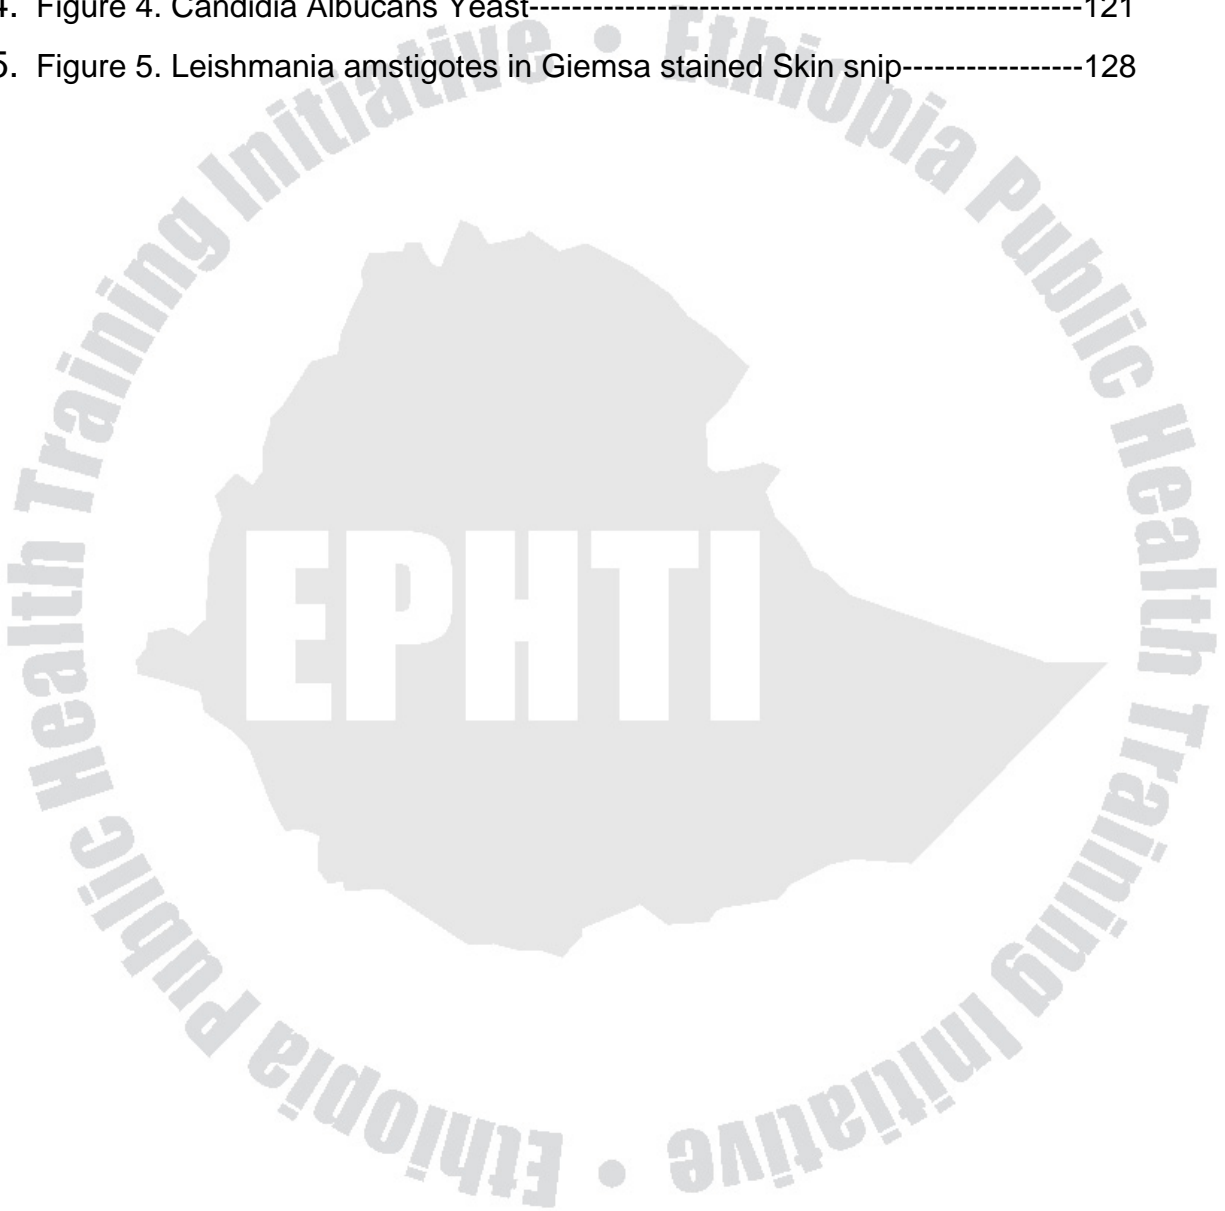 4. Figure 4. Candidia Albucans Yeast----------------------------------------------------121
5. Figure 5. Leishmania amstigotes in Giemsa stained Skin snip-----------------128
Ethiopia Public Health Training Initiative • Ethiopia Public Health Training Initiative •
EPHTI